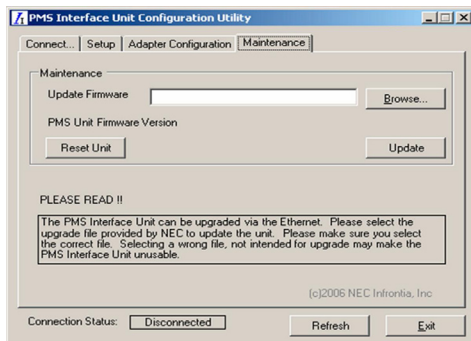 PMS Interface Unit Configuration Utility
Connect... Setup Adapter Configuration Maintenance
Maintenance
Update Firmware Browse...
PMS Unit Firmware Version
Reset Unit Update
PLEASE READ !!
The PMS Interface Unit can be upgraded via the Ethernet. Please select the
upgrade file provided by NEC to update the unit. Please make sure you select
the correct file. Selecting a wrong file, not intended for upgrade may make the
PMS Interface Unit unusable.
(c)2006 NEC Infrontia, Inc
Connection Status: Disconnected Refresh Exit